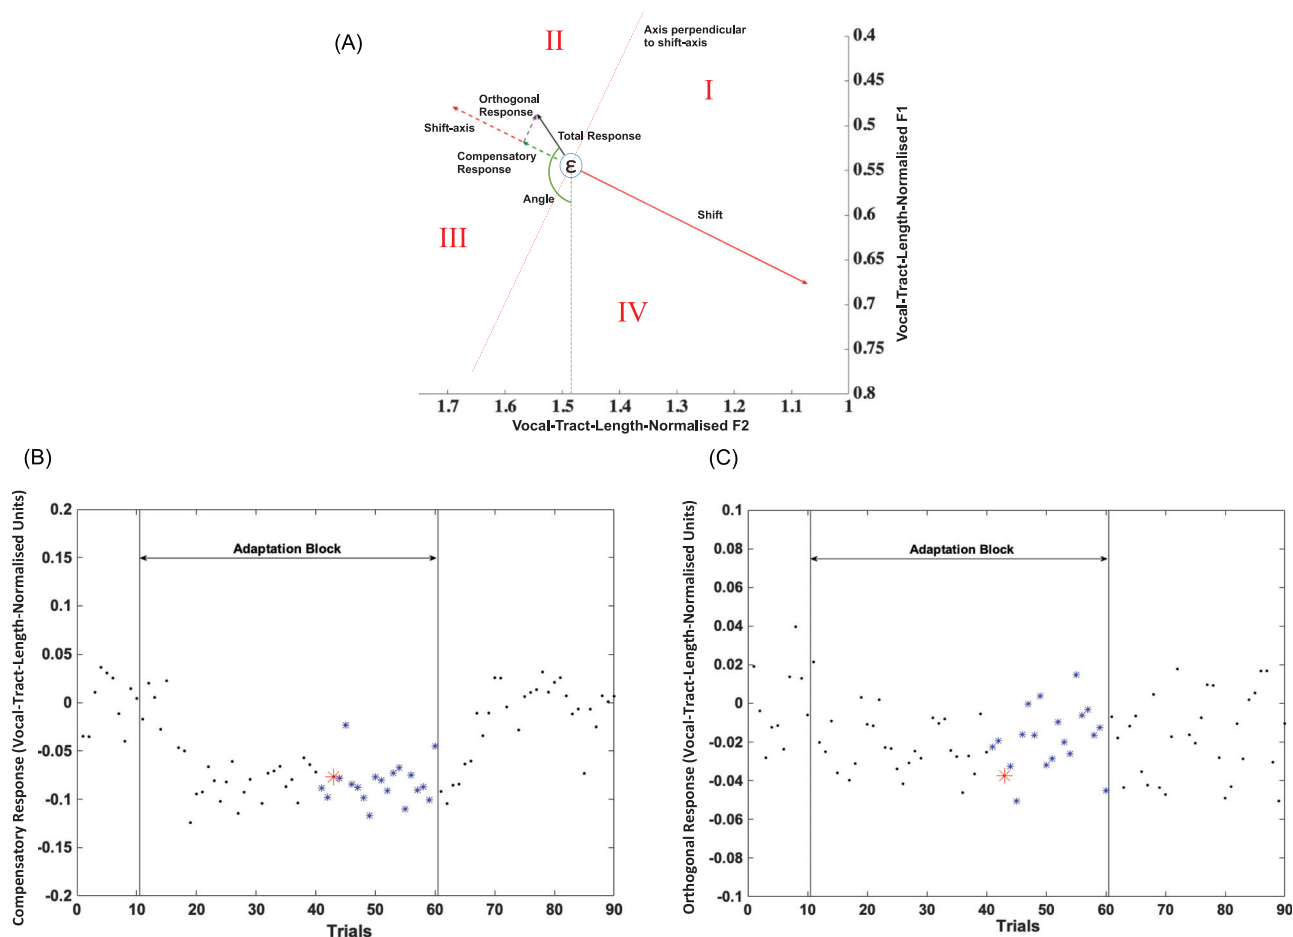 (A)
II
I
III
IV
Axis perpendicular
to shift-axis
Orthogonal
Response
Shift-axis
Total Response
Compensatory
Response
ε
Angle
Shift
0.4
0.45
0.5
0.55
0.6
0.65
0.7
0.75
0.8
Vocal-Tract-Length-Normalised F1
1.7 1.6 1.5 1.4 1.3 1.2 1.1 1
Vocal-Tract-Length-Normalised F2
(B)
Compensatory Response (Vocal-Tract-Length-Normalised Units)
0.2
0.15
0.1
0.05
0
-0.05
-0.1
-0.15
-0.2
Adaptation Block
0 10 20 30 40 50 60 70 80 90
Trials
(C)
Orthogonal Response (Vocal-Tract-Length-Normalised Units)
0.1
0.08
0.06
0.04
0.02
0
-0.02
-0.04
-0.06
-0.08
-0.1
Adaptation Block
0 10 20 30 40 50 60 70 80 90
Trials